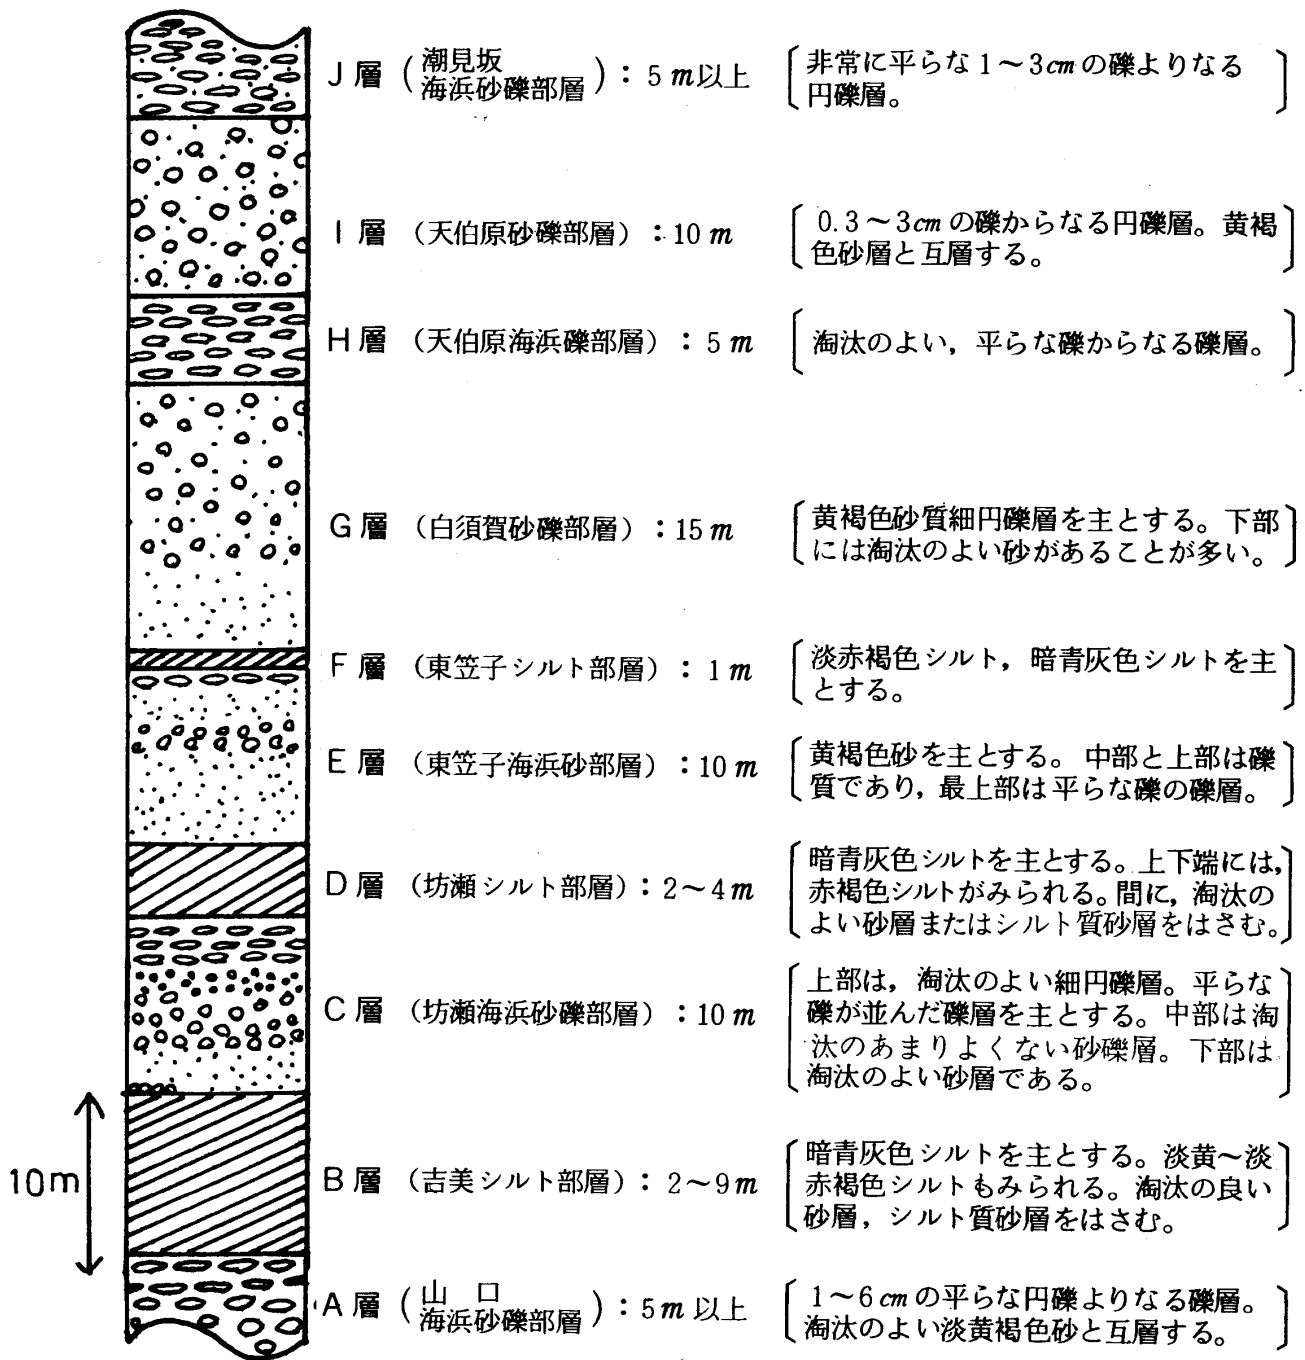 J層（潮見坂
海浜砂礫部層）：5m以上
非常に平らな1～3cmの礫よりなる
円礫層。
I層（天伯原砂礫部層）：10m
0.3～3cmの礫からなる円礫層。黄褐
色砂層と互層する。
H層（天伯原海浜礫部層）：5m
淘汰のよい，平らな礫からなる礫層。
G層（白須賀砂礫部層）：15m
黄褐色砂質細円礫層を主とする。下部
には淘汰のよい砂があることが多い。
F層（東笠子シルト部層）：1m
淡赤褐色シルト，暗青灰色シルトを主
とする。
E層（東笠子海浜砂部層）：10m
黄褐色砂を主とする。中部と上部は礫
質であり，最上部は平らな礫の礫層。
D層（坊瀬シルト部層）：2～4m
暗青灰色シルトを主とする。上下端には，
赤褐色シルトがみられる。間に，淘汰の
よい砂層またはシルト質砂層をはさむ。
C層（坊瀬海浜砂礫部層）：10m
上部は，淘汰のよい細円礫層。平らな
礫が並んだ礫層を主とする。中部は淘
汰のあまりよくない砂礫層。下部は
淘汰のよい砂層である。
10m
B層（吉美シルト部層）：2～9m
暗青灰色シルトを主とする。淡黄～淡
赤褐色シルトもみられる。淘汰の良い
砂層，シルト質砂層をはさむ。
A層（山口
海浜砂礫部層）：5m以上
1～6cmの平らな円礫よりなる礫層。
淘汰のよい淡黄褐色砂と互層する。